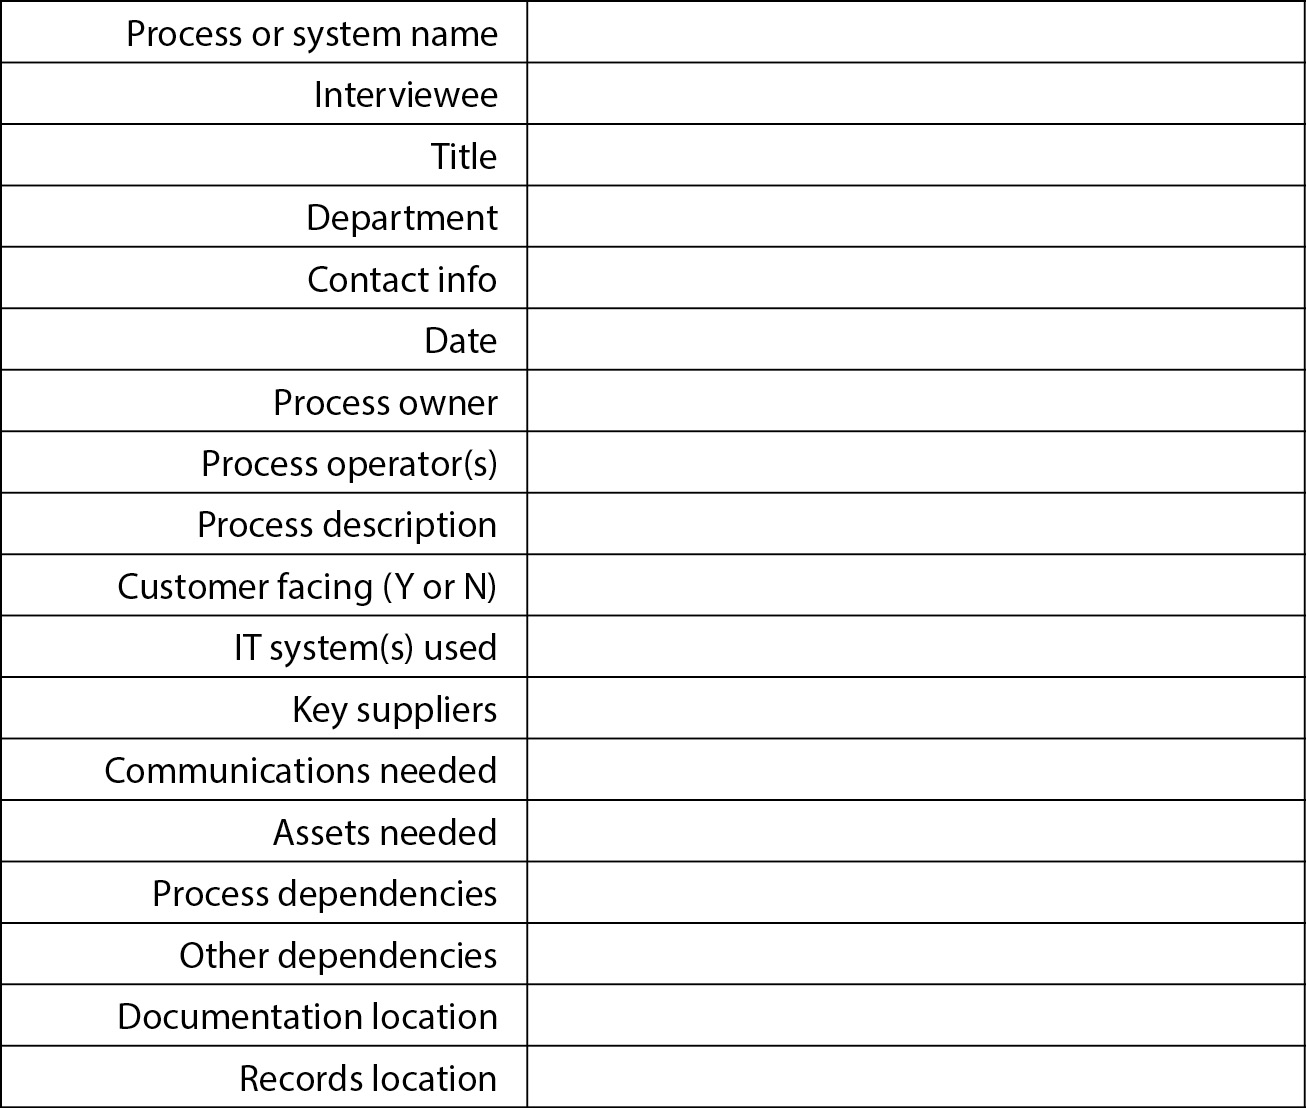 Process or system name
Interviewee
Title
Department
Contact info
Date
Process owner
Process operator(s)
Process description
Customer facing (Y or N)
IT system(s) used
Key suppliers
Communications needed
Assets needed
Process dependencies
Other dependencies
Documentation location
Records location